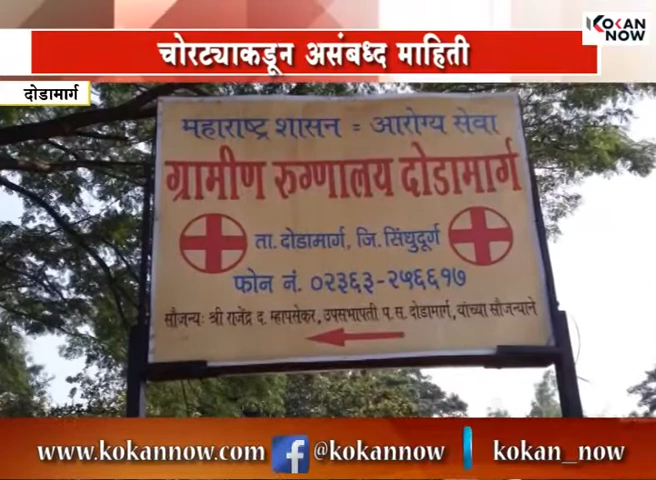 KOKAN
NOW
चोरट्याकडून असंबध्द माहिती
दोडामार्ग
महाराष्ट्र शासन = आरोग्य सेवा
ग्रामीण रुग्णालय दोडामार्ग
ता. दोडामार्ग, जि. सिंधुदूर्ग
फोन नं. ०२३६३-२५६६१७
सौजन्यः श्री राजेंद्र द. म्हापसेकर, उपसभापती पं. स. दोडामार्ग, यांच्या सौजन्याने
www.kokannow.com
@kokannow
kokan_now